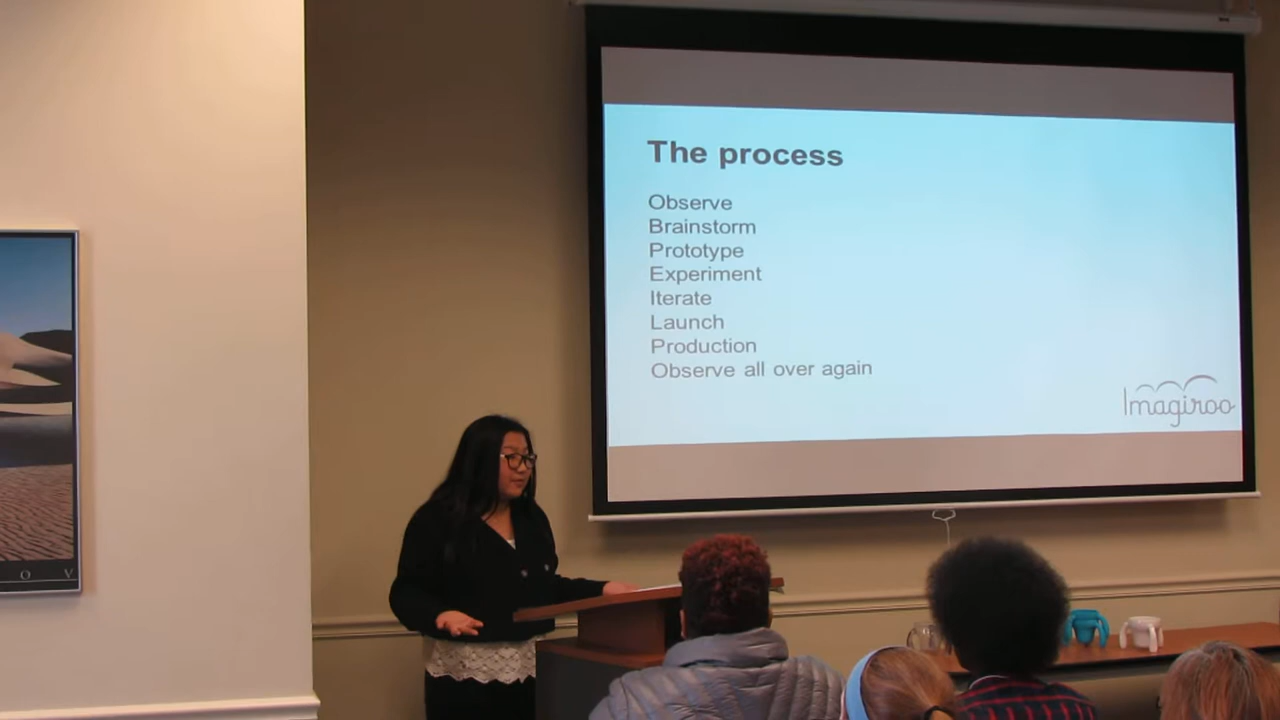 The process
Observe
Brainstorm
Prototype
Experiment
Iterate
Launch
Production
Observe all over again
Imagiroo
O V